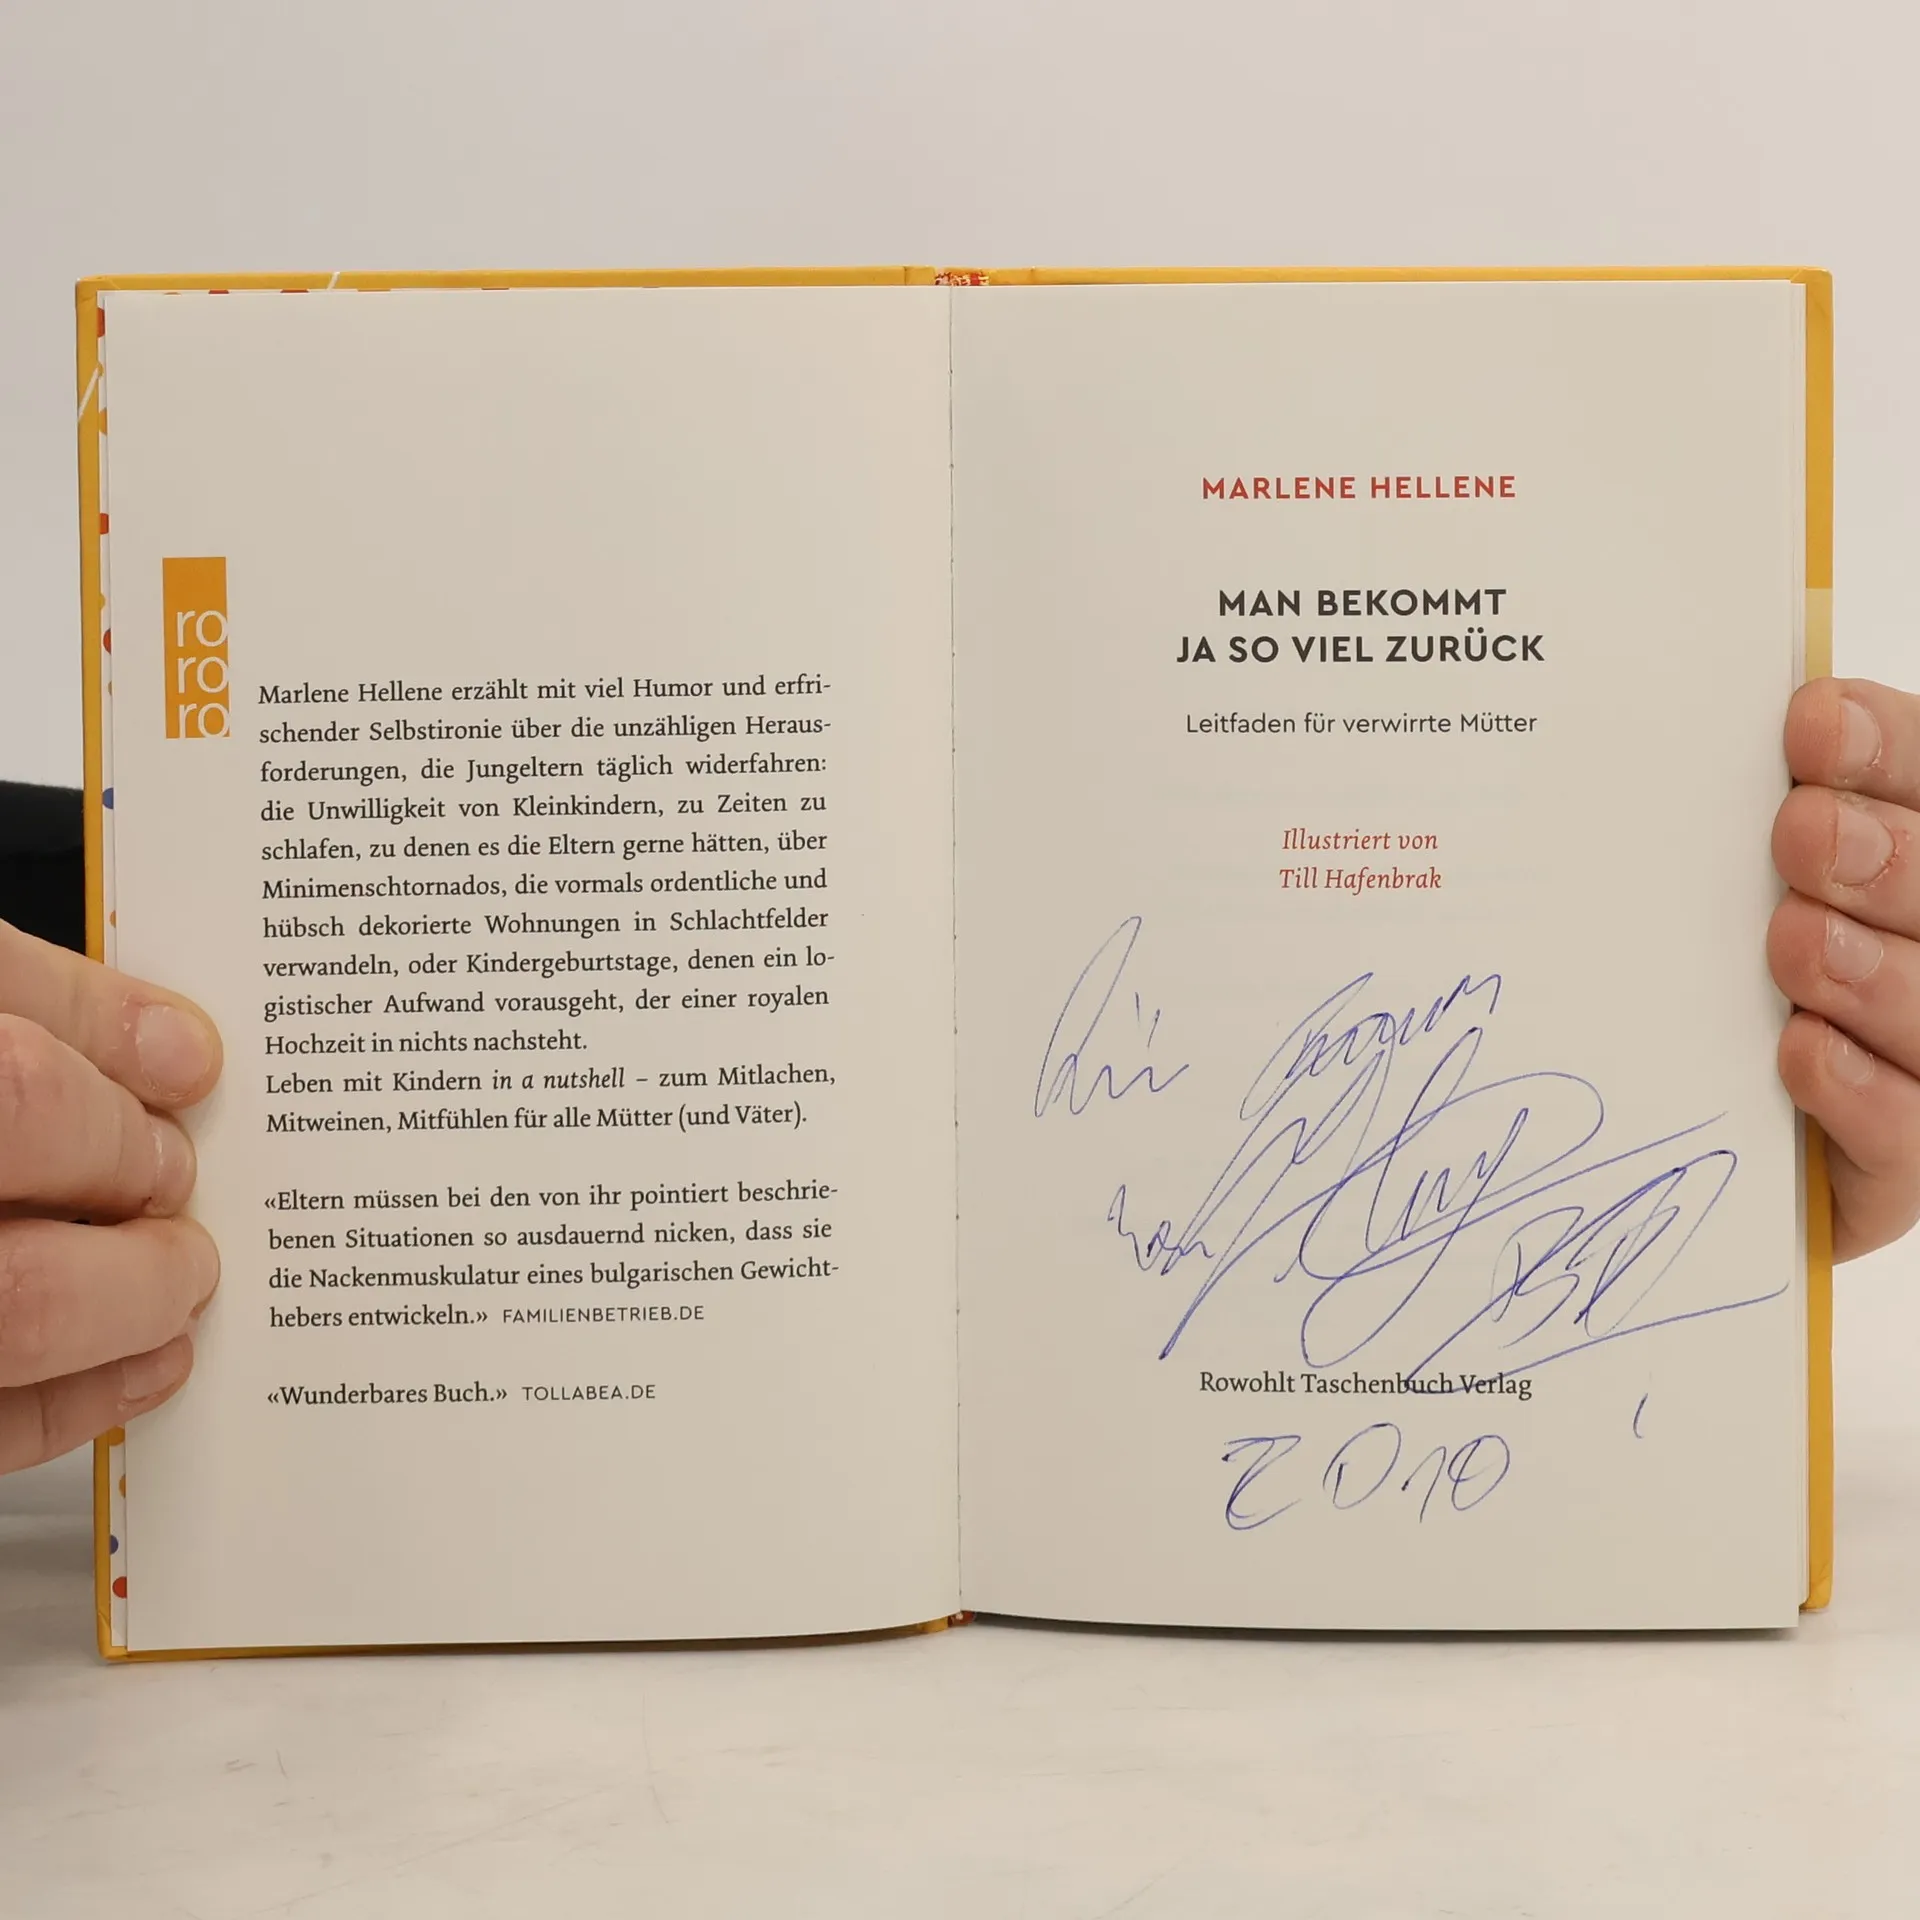 ro
ro
ro
Marlene Hellene erzählt mit viel Humor und erfri-
schender Selbstironie über die unzähligen Heraus-
forderungen, die Jungeltern täglich widerfahren:
die Unwilligkeit von Kleinkindern, zu Zeiten zu
schlafen, zu denen es die Eltern gerne hätten, über
Minimenschtornados, die vormals ordentliche und
hübsch dekorierte Wohnungen in Schlachtfelder
verwandeln, oder Kindergeburtstage, denen ein lo-
gistischer Aufwand vorausgeht, der einer royalen
Hochzeit in nichts nachsteht.
Leben mit Kindern in a nutshell – zum Mitlachen,
Mitweinen, Mitfühlen für alle Mütter (und Väter).
«Eltern müssen bei den von ihr pointiert beschrie-
benen Situationen so ausdauernd nicken, dass sie
die Nackenmuskulatur eines bulgarischen Gewicht-
hebers entwickeln.» FAMILIENBETRIEB.DE
«Wunderbares Buch.» TOLLABEA.DE
MARLENE HELLENE
MAN BEKOMMT
JA SO VIEL ZURÜCK
Leitfaden für verwirrte Mütter
Illustriert von
Till Hafenbrak
Für
Rowohlt Taschenbuch Verlag